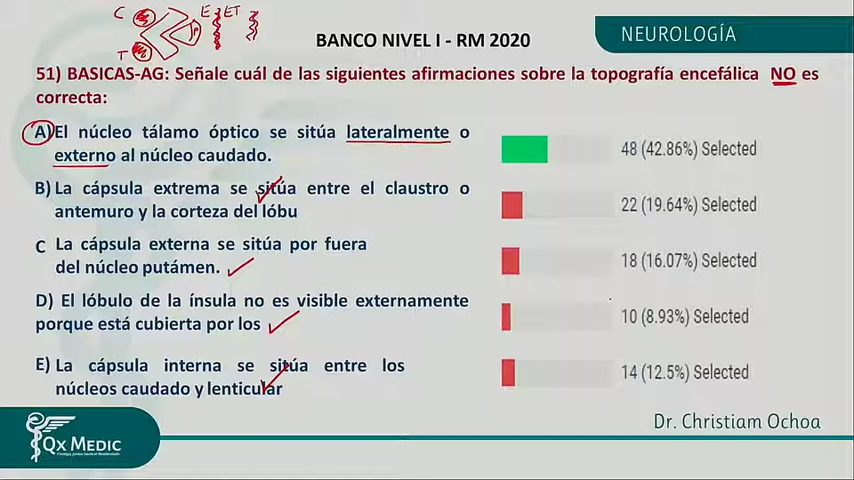 C E ET
P
T
BANCO NIVEL I - RM 2020
NEUROLOGÍA
51) BASICAS-AG: Señale cuál de las siguientes afirmaciones sobre la topografía encefálica NO es
correcta:
A) El núcleo tálamo óptico se sitúa lateralmente o
externo al núcleo caudado.
48 (42.86%) Selected
B) La cápsula extrema se sitúa entre el claustro o
antemuro y la corteza del lóbu
22 (19.64%) Selected
C La cápsula externa se sitúa por fuera
del núcleo putámen.
18 (16.07%) Selected
D) El lóbulo de la ínsula no es visible externamente
porque está cubierta por los
10 (8.93%) Selected
E) La cápsula interna se sitúa entre los
núcleos caudado y lenticular
14 (12.5%) Selected
Dr. Christiam Ochoa
QX MEDIC